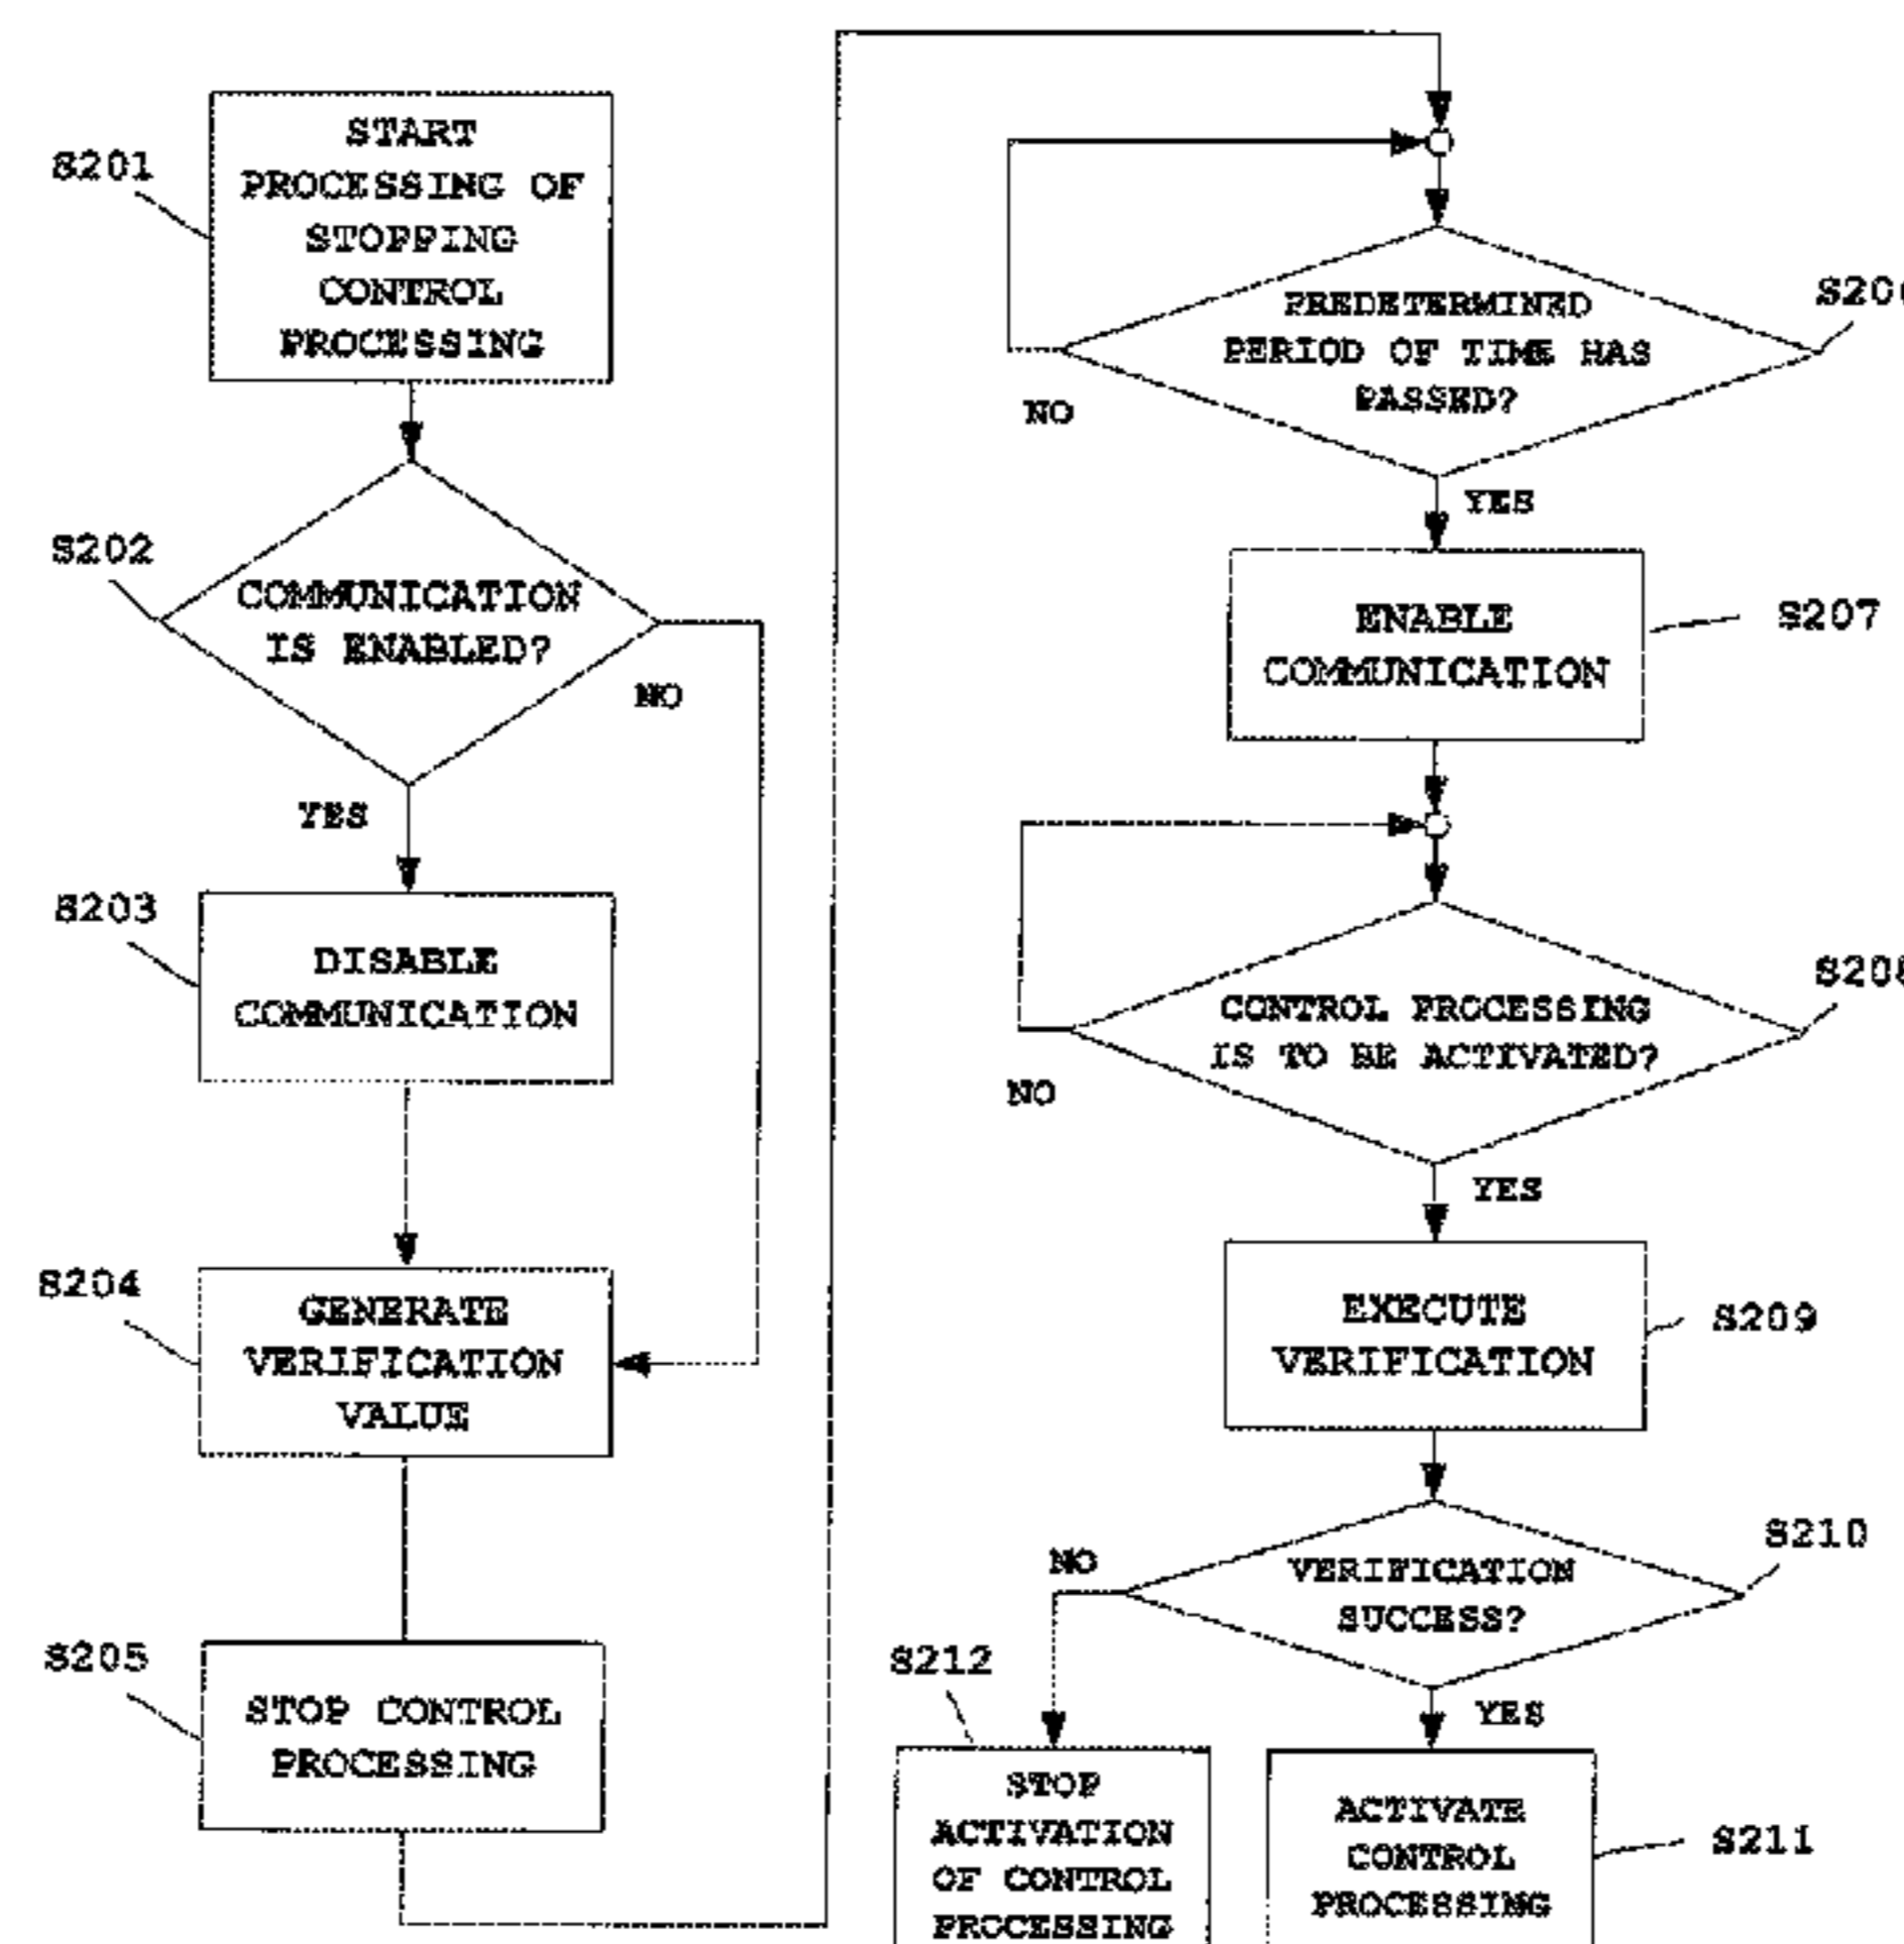 S201
START
PROCESSING OF
STOPPING
CONTROL
PROCESSING
S202
COMMUNICATION
IS ENABLED?
NO
YES
S203
DISABLE
COMMUNICATION
S204
GENERATE
VERIFICATION
VALUE
S205
STOP CONTROL
PROCESSING
PREDETERMINED
PERIOD OF TIME HAS
PASSED?
S206
NO
YES
ENABLE
COMMUNICATION
S207
CONTROL PROCESSING
IS TO BE ACTIVATED?
S208
NO
YES
EXECUTE
VERIFICATION
S209
VERIFICATION
SUCCESS?
S210
NO
YES
S212
STOP
ACTIVATION
OF CONTROL
PROCESSING
ACTIVATE
CONTROL
PROCESSING
S211